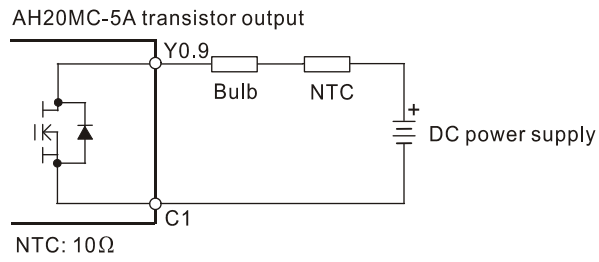 AH20MC-5A transistor output
Y0.9
Bulb
NTC
+
DC power supply
C1
NTC: 10Ω